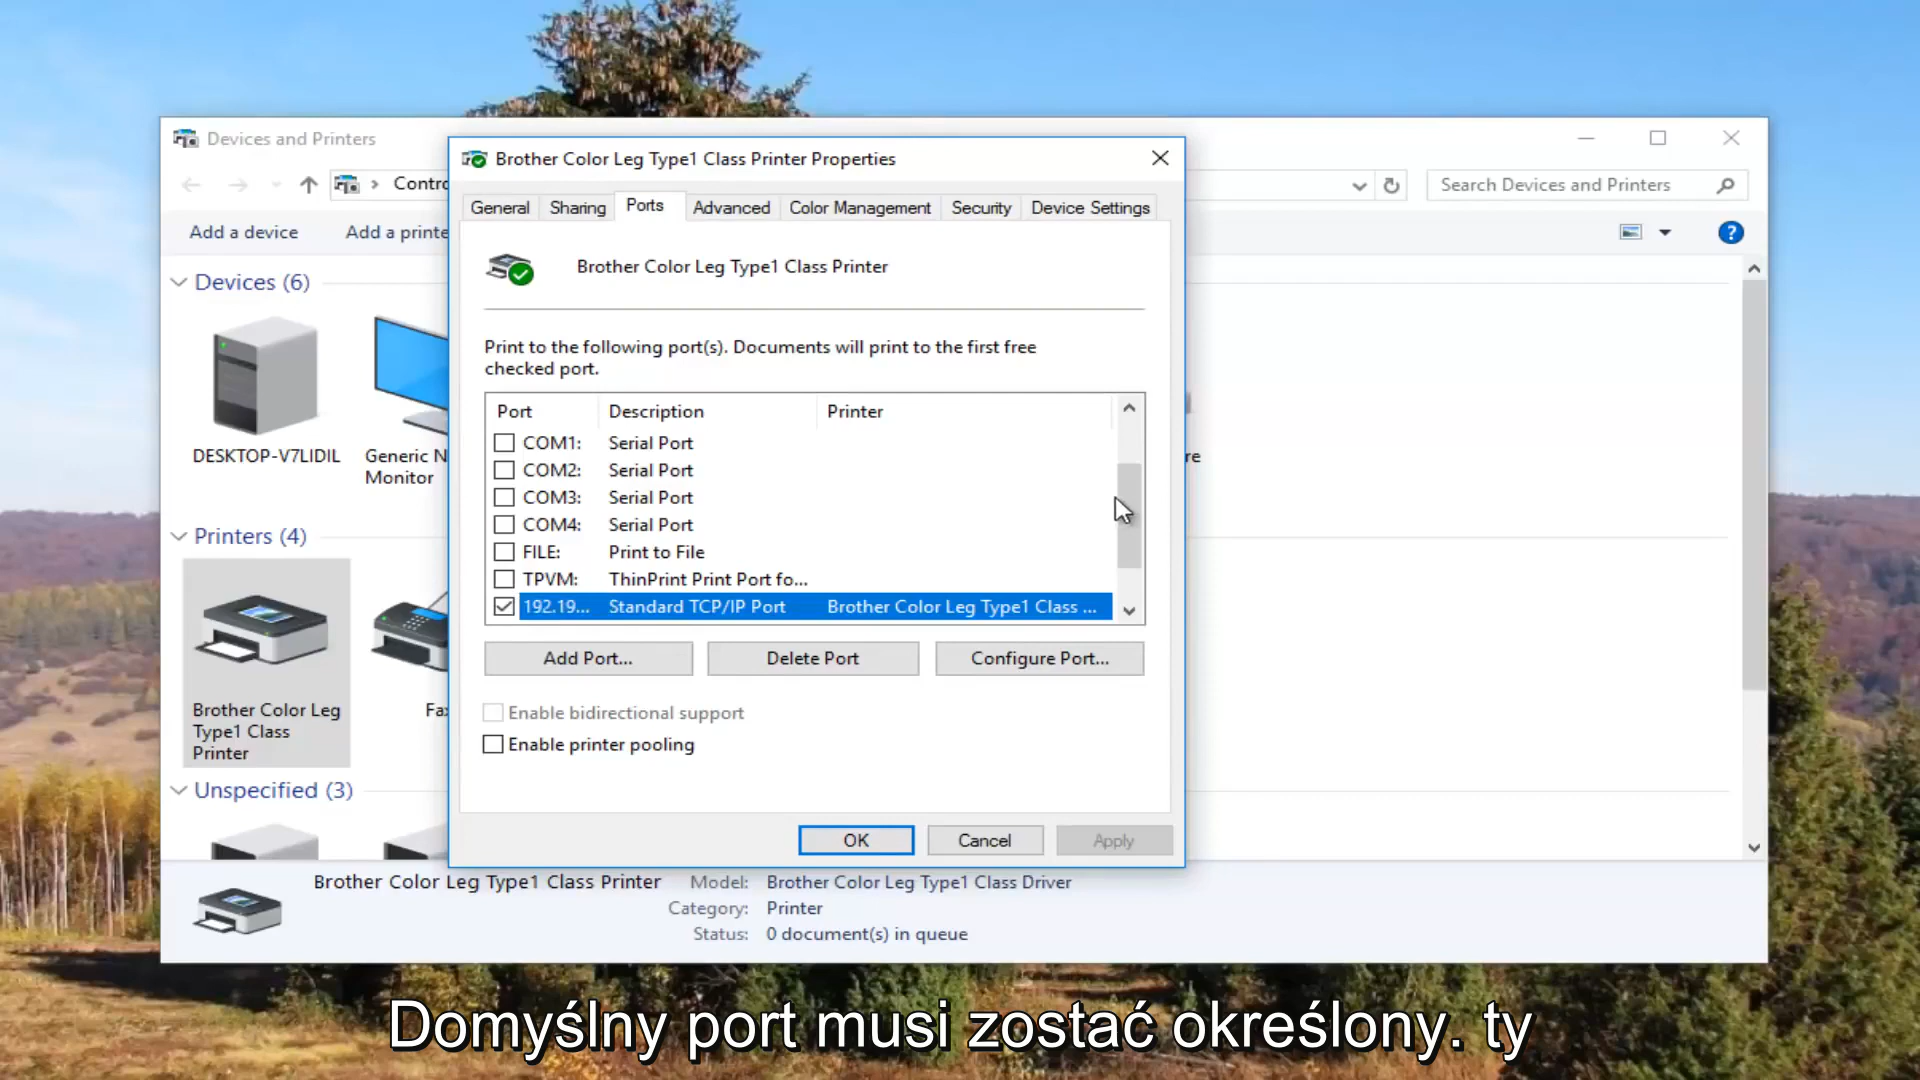 Devices and Printers
Brother Color Leg Type1 Class Printer Properties
Search Devices and Printers
General Sharing Ports Advanced Color Management Security Device Settings
Add a device
Brother Color Leg Type1 Class Printer
Devices (6)
Print to the following port(s). Documents will print to the first free
checked port.
Port Description Printer
COM1: Serial Port
COM2: Serial Port
COM3: Serial Port
COM4: Serial Port
FILE: Print to File
TPVM: ThinPrint Print Port fo...
192.19... Standard TCP/IP Port Brother Color Leg Type1 Class ...
DESKTOP-V7LIDIL
Monitor
Printers (4)
Add Port... Delete Port Configure Port...
Enable bidirectional support
Enable printer pooling
Brother Color Leg
Type1 Class
Printer
Unspecified (3)
OK Cancel Apply
Brother Color Leg Type1 Class Printer
Model: Brother Color Leg Type1 Class Driver
Category: Printer
Status: 0 document(s) in queue
Domyślny port musi zostać określony. ty